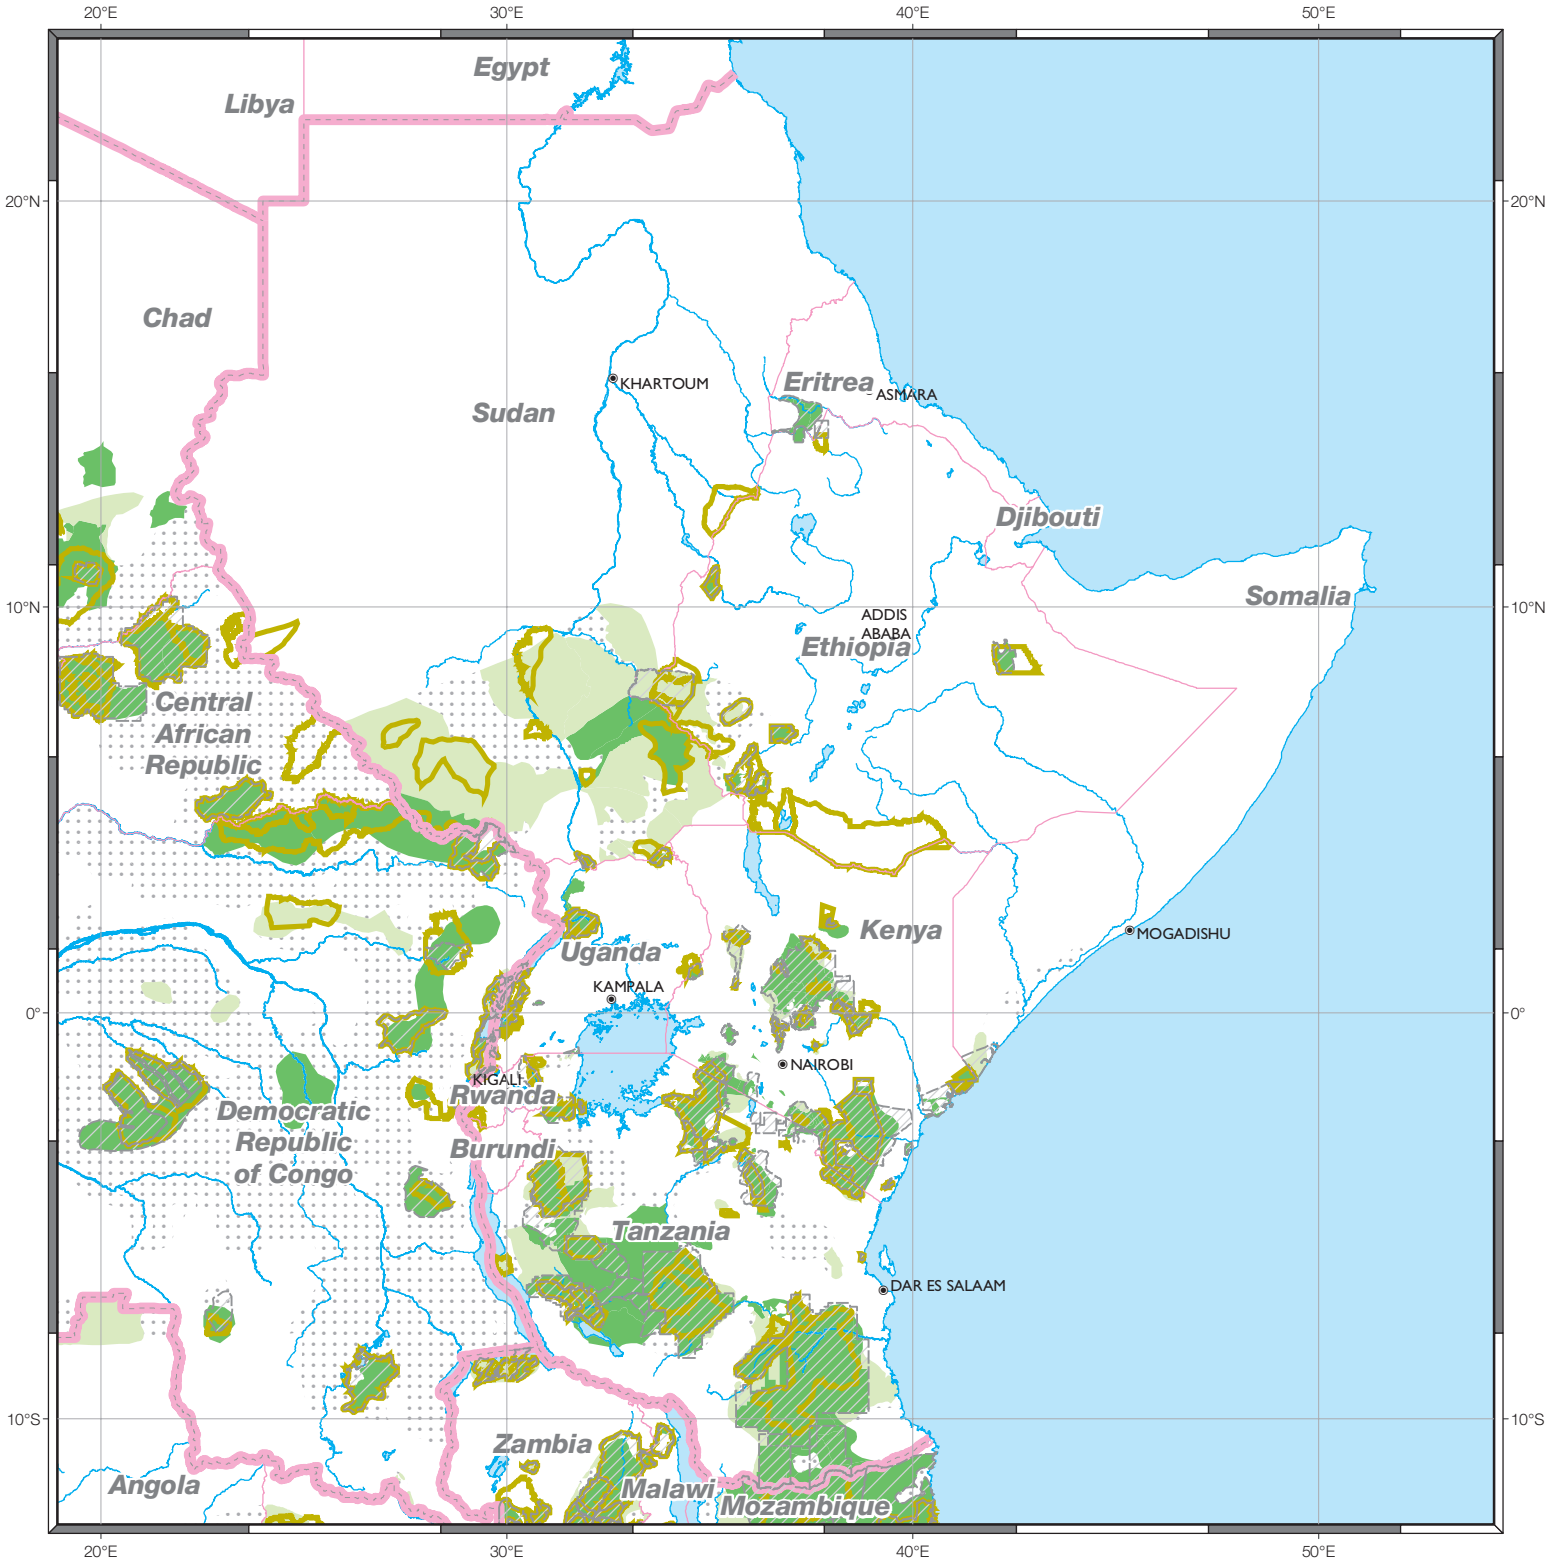 20°E 30°E 40°E 50°E
Egypt
Libya
20°N 20°N
Chad
Eritrea
KHARTOUM
ASMARA
Sudan
Djibouti
Somalia
10°N 10°N
ADDIS
ABABA
Ethiopia
Central
African
Republic
Kenya
MOGADISHU
Uganda
KAMPALA
0° 0°
NAIROBI
KIGALI
Rwanda
Democratic
Republic
of Congo
Burundi
Tanzania
DAR ES SALAAM
10°S 10°S
Zambia
Angola
Malawi
Mozambique
20°E 30°E 40°E 50°E